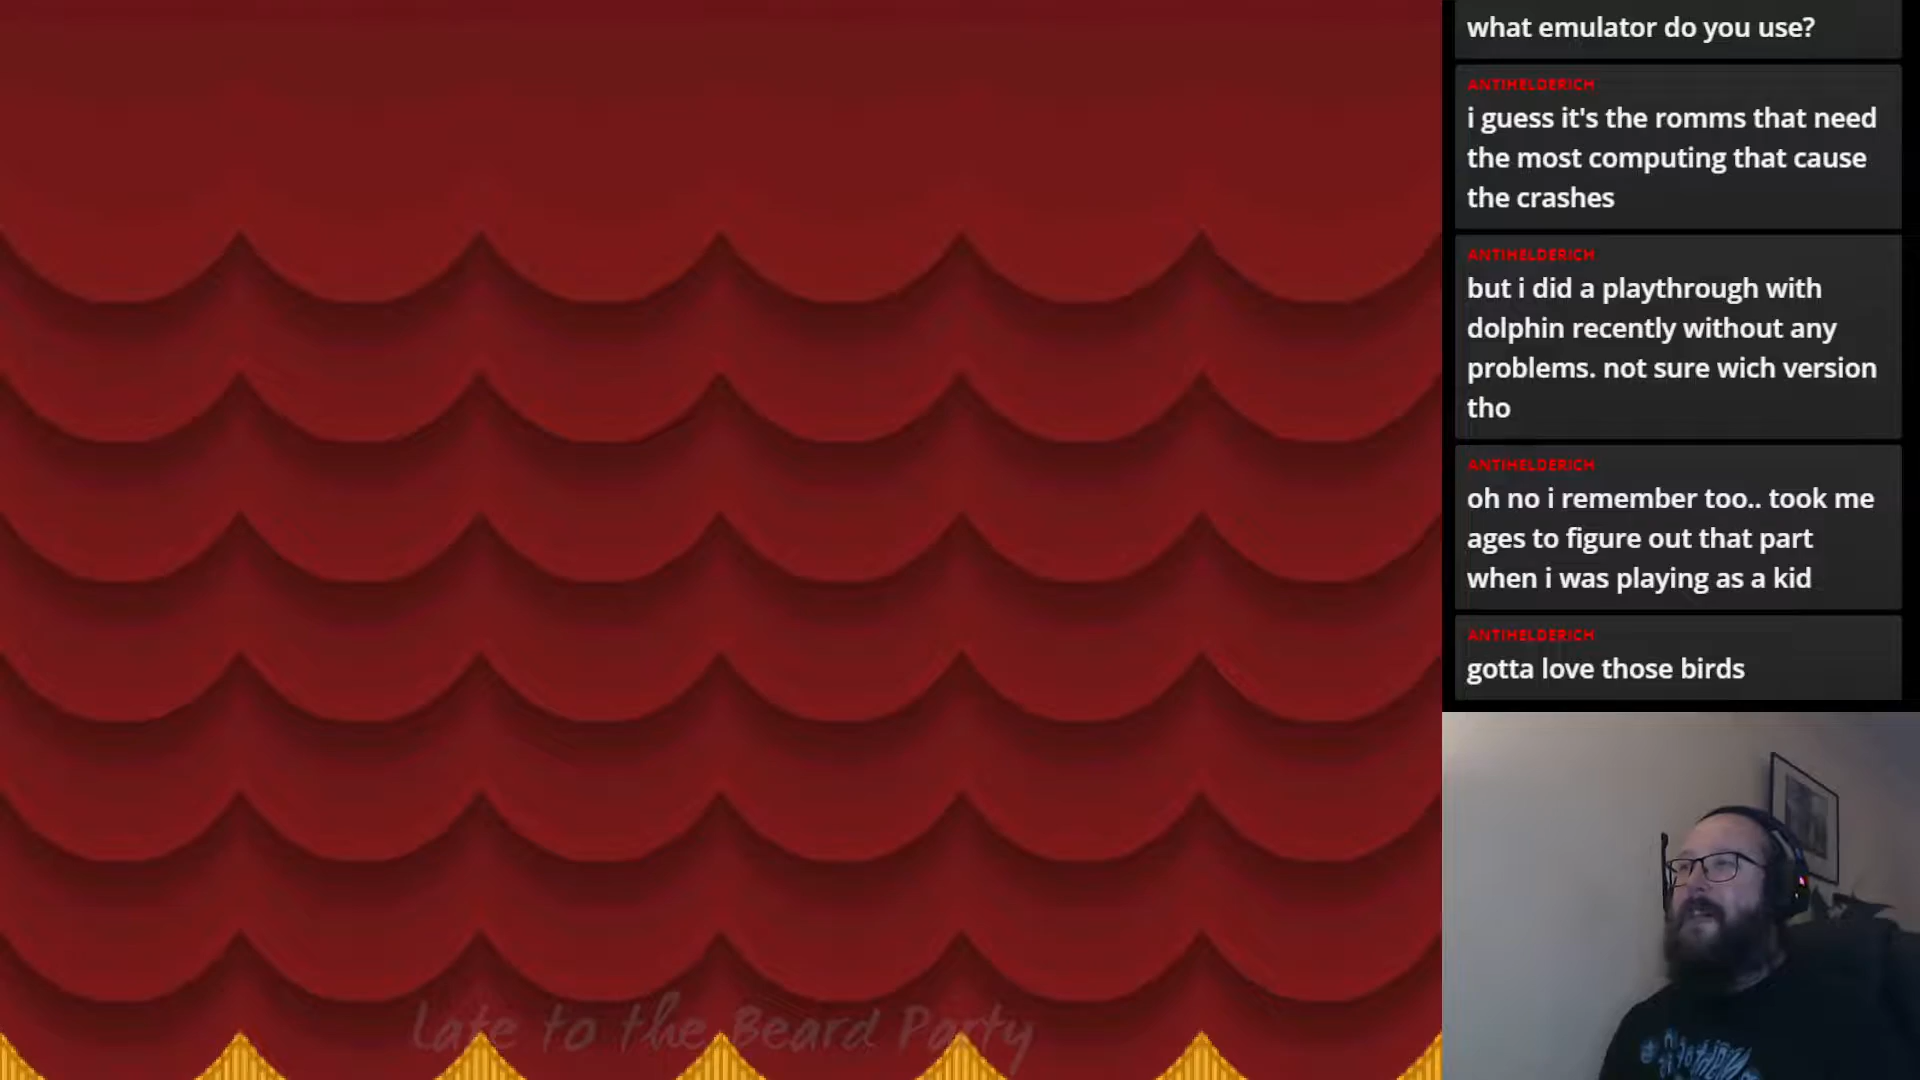 what emulator do you use?
ANTIHELDERICH
i guess it's the romms that need
the most computing that cause
the crashes
ANTIHELDERICH
but i did a playthrough with
dolphin recently without any
problems. not sure wich version
tho
ANTIHELDERICH
oh no i remember too.. took me
ages to figure out that part
when i was playing as a kid
ANTIHELDERICH
gotta love those birds
Late to the Beard Party